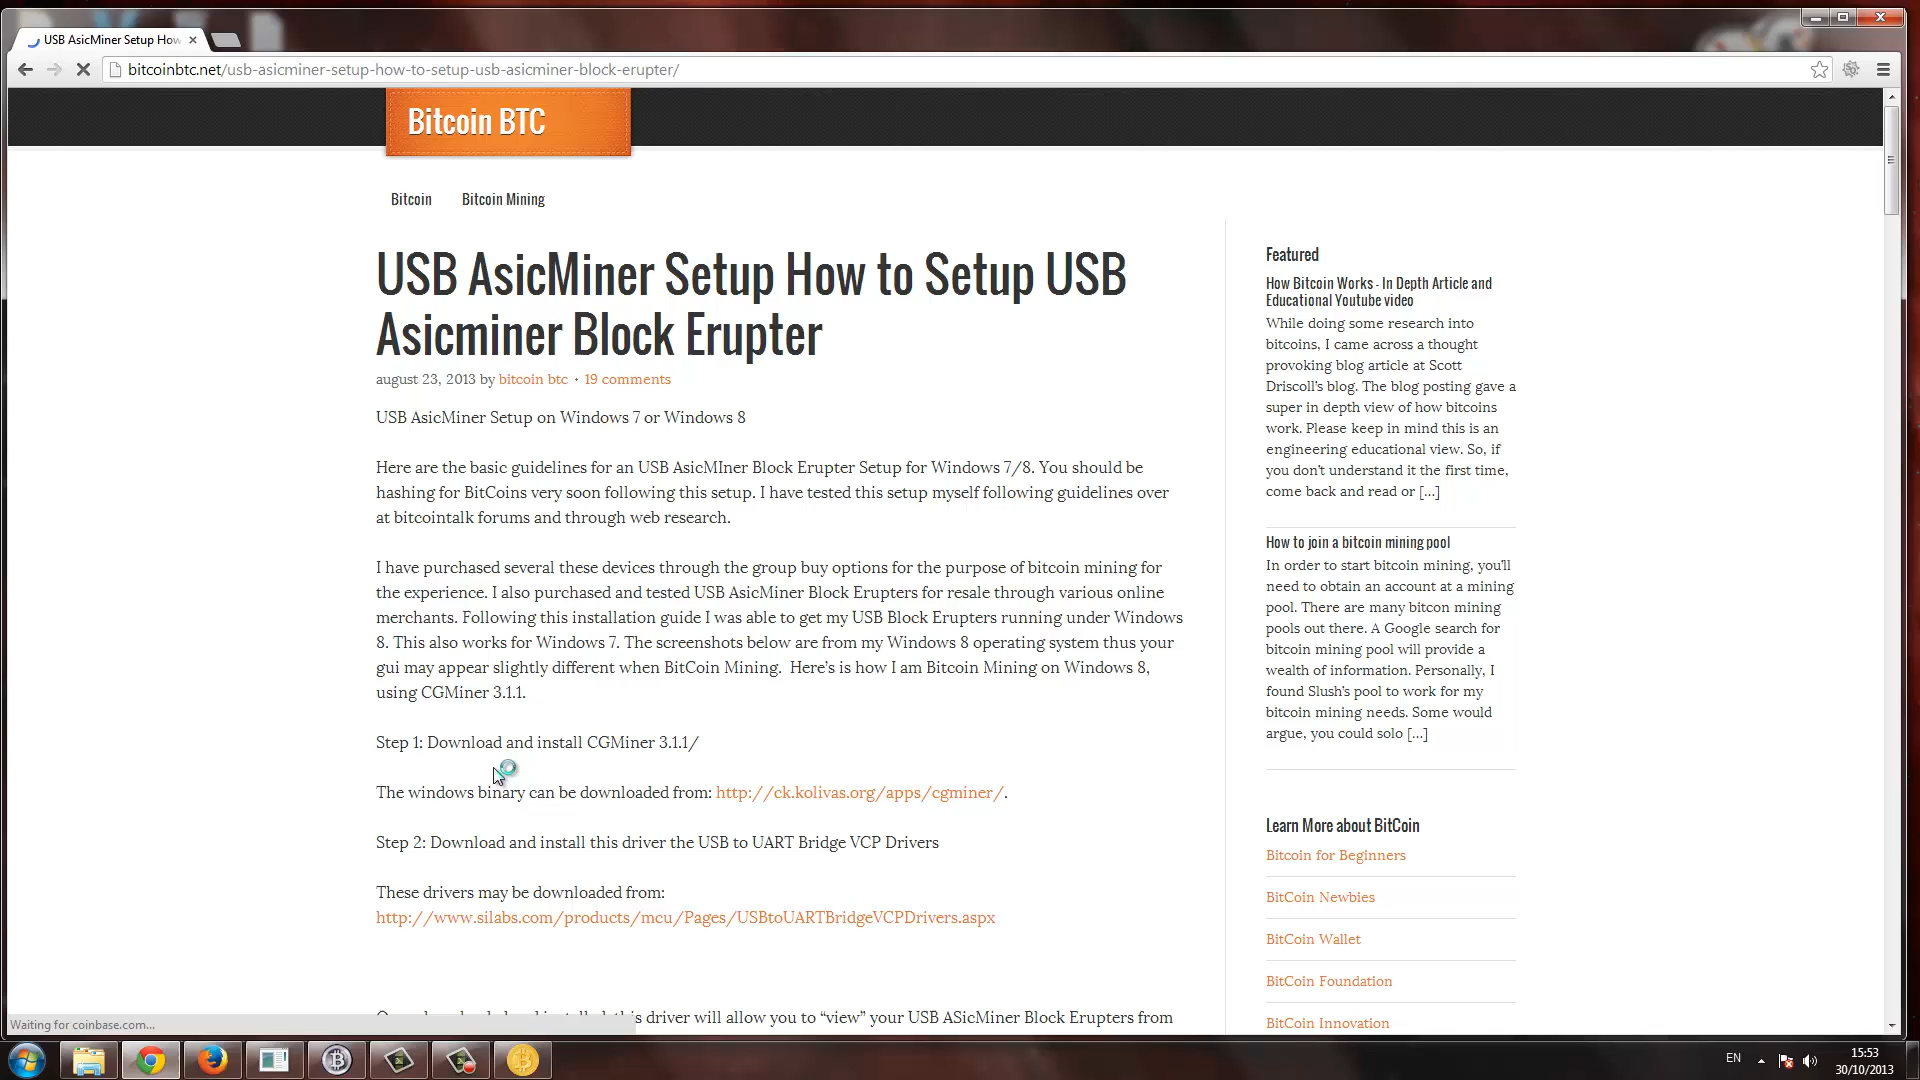 USB AsicMiner Setup How
bitcoinbtc.net/usb-asicminer-setup-how-to-setup-usb-asicminer-block-erupter/
Bitcoin BTC
Bitcoin
Bitcoin Mining
USB AsicMiner Setup How to Setup USB
Asicminer Block Erupter
august 23, 2013 by bitcoin btc · 19 comments
USB AsicMiner Setup on Windows 7 or Windows 8
Here are the basic guidelines for an USB AsicMIner Block Erupter Setup for Windows 7/8. You should be
hashing for BitCoins very soon following this setup. I have tested this setup myself following guidelines over
at bitcointalk forums and through web research.
I have purchased several these devices through the group buy options for the purpose of bitcoin mining for
the experience. I also purchased and tested USB AsicMiner Block Erupters for resale through various online
merchants. Following this installation guide I was able to get my USB Block Erupters running under Windows
8. This also works for Windows 7. The screenshots below are from my Windows 8 operating system thus your
gui may appear slightly different when BitCoin Mining.  Here's is how I am Bitcoin Mining on Windows 8,
using CGMiner 3.1.1.
Step 1: Download and install CGMiner 3.1.1/
The windows binary can be downloaded from: http://ck.kolivas.org/apps/cgminer/.
Step 2: Download and install this driver the USB to UART Bridge VCP Drivers
These drivers may be downloaded from:
http://www.silabs.com/products/mcu/Pages/USBtoUARTBridgeVCPDrivers.aspx
this driver will allow you to “view” your USB ASicMiner Block Erupters from
Featured
How Bitcoin Works - In Depth Article and
Educational Youtube video
While doing some research into
bitcoins, I came across a thought
provoking blog article at Scott
Driscoll's blog. The blog posting gave a
super in depth view of how bitcoins
work. Please keep in mind this is an
engineering educational view. So, if
you don't understand it the first time,
come back and read or [...]
How to join a bitcoin mining pool
In order to start bitcoin mining, you'll
need to obtain an account at a mining
pool. There are many bitcon mining
pools out there. A Google search for
bitcoin mining pool will provide a
wealth of information. Personally, I
found Slush's pool to work for my
bitcoin mining needs. Some would
argue, you could solo [...]
Learn More about BitCoin
Bitcoin for Beginners
BitCoin Newbies
BitCoin Wallet
BitCoin Foundation
BitCoin Innovation
Waiting for coinbase.com...
EN
15:53
30/10/2013